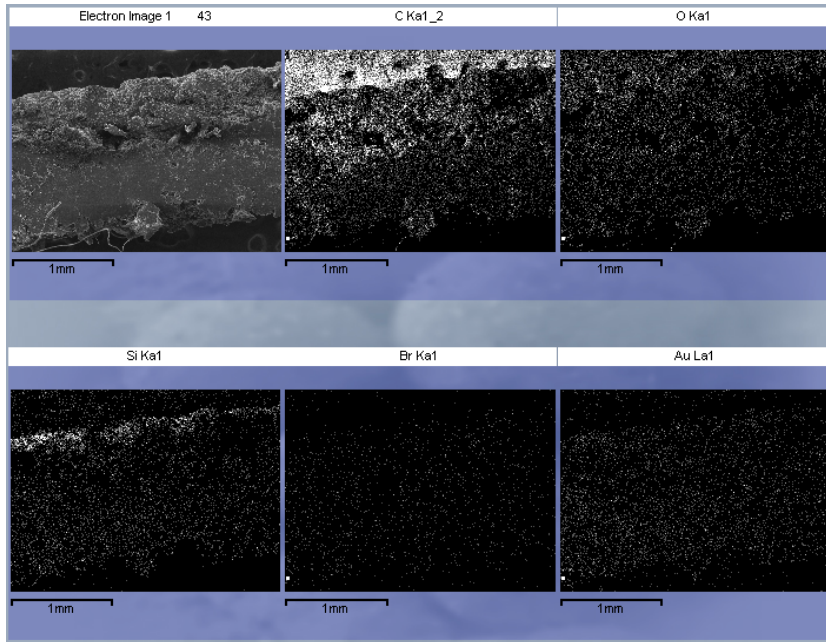 Electron Image 1 43
C Ka1_2
O Ka1
1mm
1mm
1mm
Si Ka1
Br Ka1
Au La1
1mm
1mm
1mm